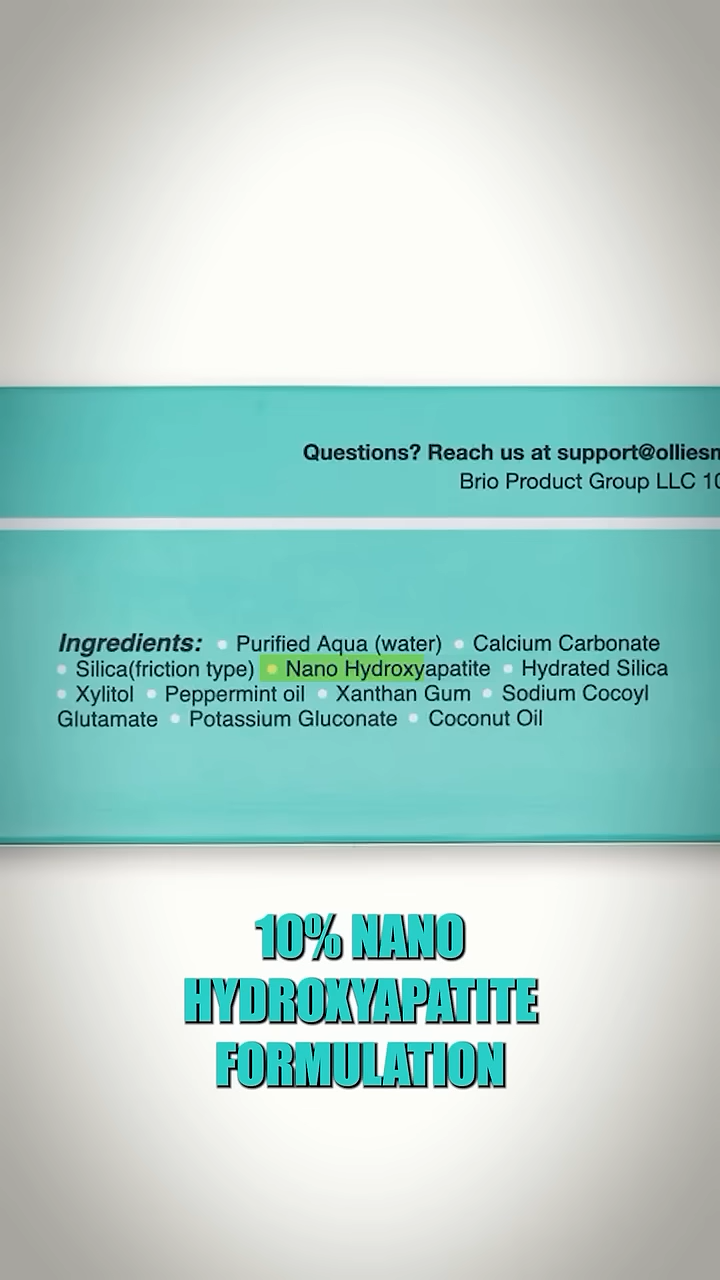 Questions? Reach us at support@olliesm
Brio Product Group LLC 10
Ingredients: • Purified Aqua (water) • Calcium Carbonate
• Silica(friction type) • Nano Hydroxyapatite • Hydrated Silica
• Xylitol • Peppermint oil • Xanthan Gum • Sodium Cocoyl
Glutamate • Potassium Gluconate • Coconut Oil
10% NANO
HYDROXYAPATITE
FORMULATION